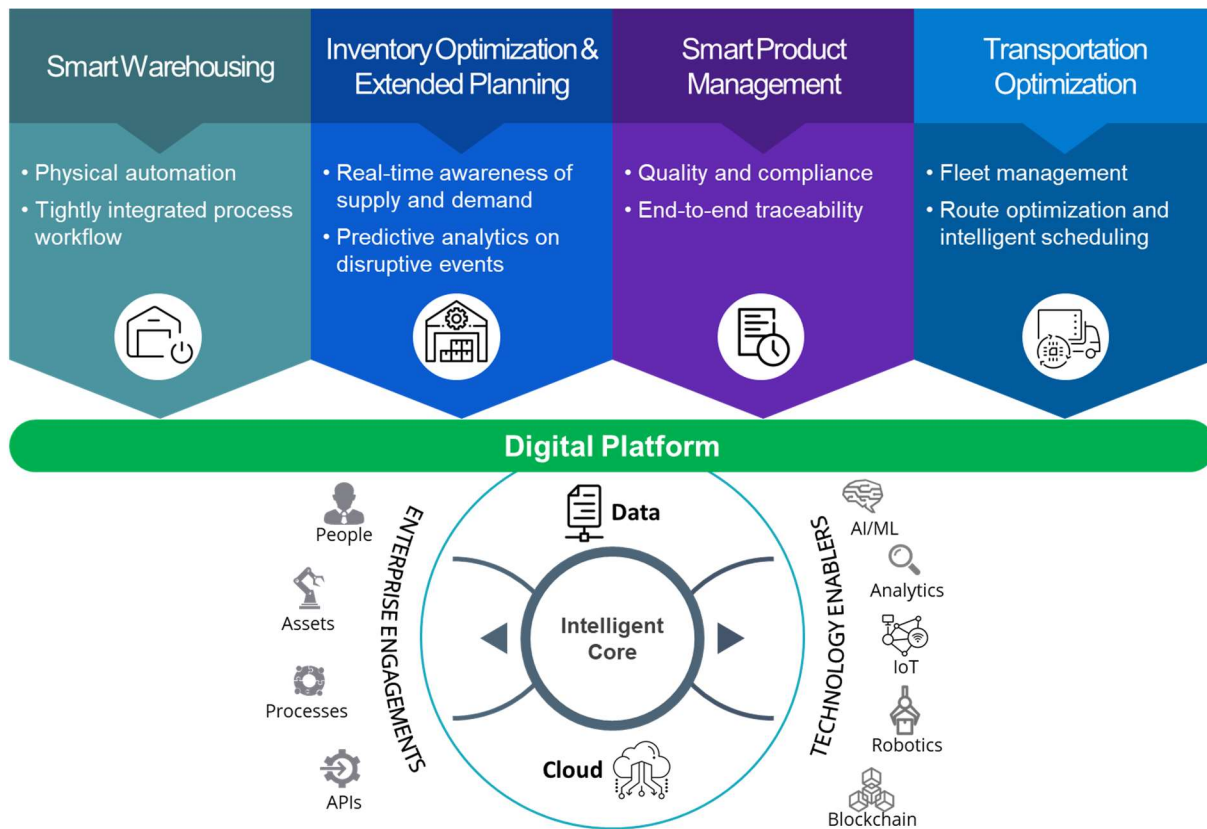 Smart Warehousing
• Physical automation
• Tightly integrated process
workflow
Inventory Optimization &
Extended Planning
• Real-time awareness of
supply and demand
• Predictive analytics on
disruptive events
Smart Product
Management
• Quality and compliance
• End-to-end traceability
Transportation
Optimization
• Fleet management
• Route optimization and
intelligent scheduling
Digital Platform
ENTERPRISE ENGAGEMENTS
People
Assets
Processes
APIs
Data
Intelligent
Core
Cloud
TECHNOLOGY ENABLERS
AI/ML
Analytics
IoT
Robotics
Blockchain